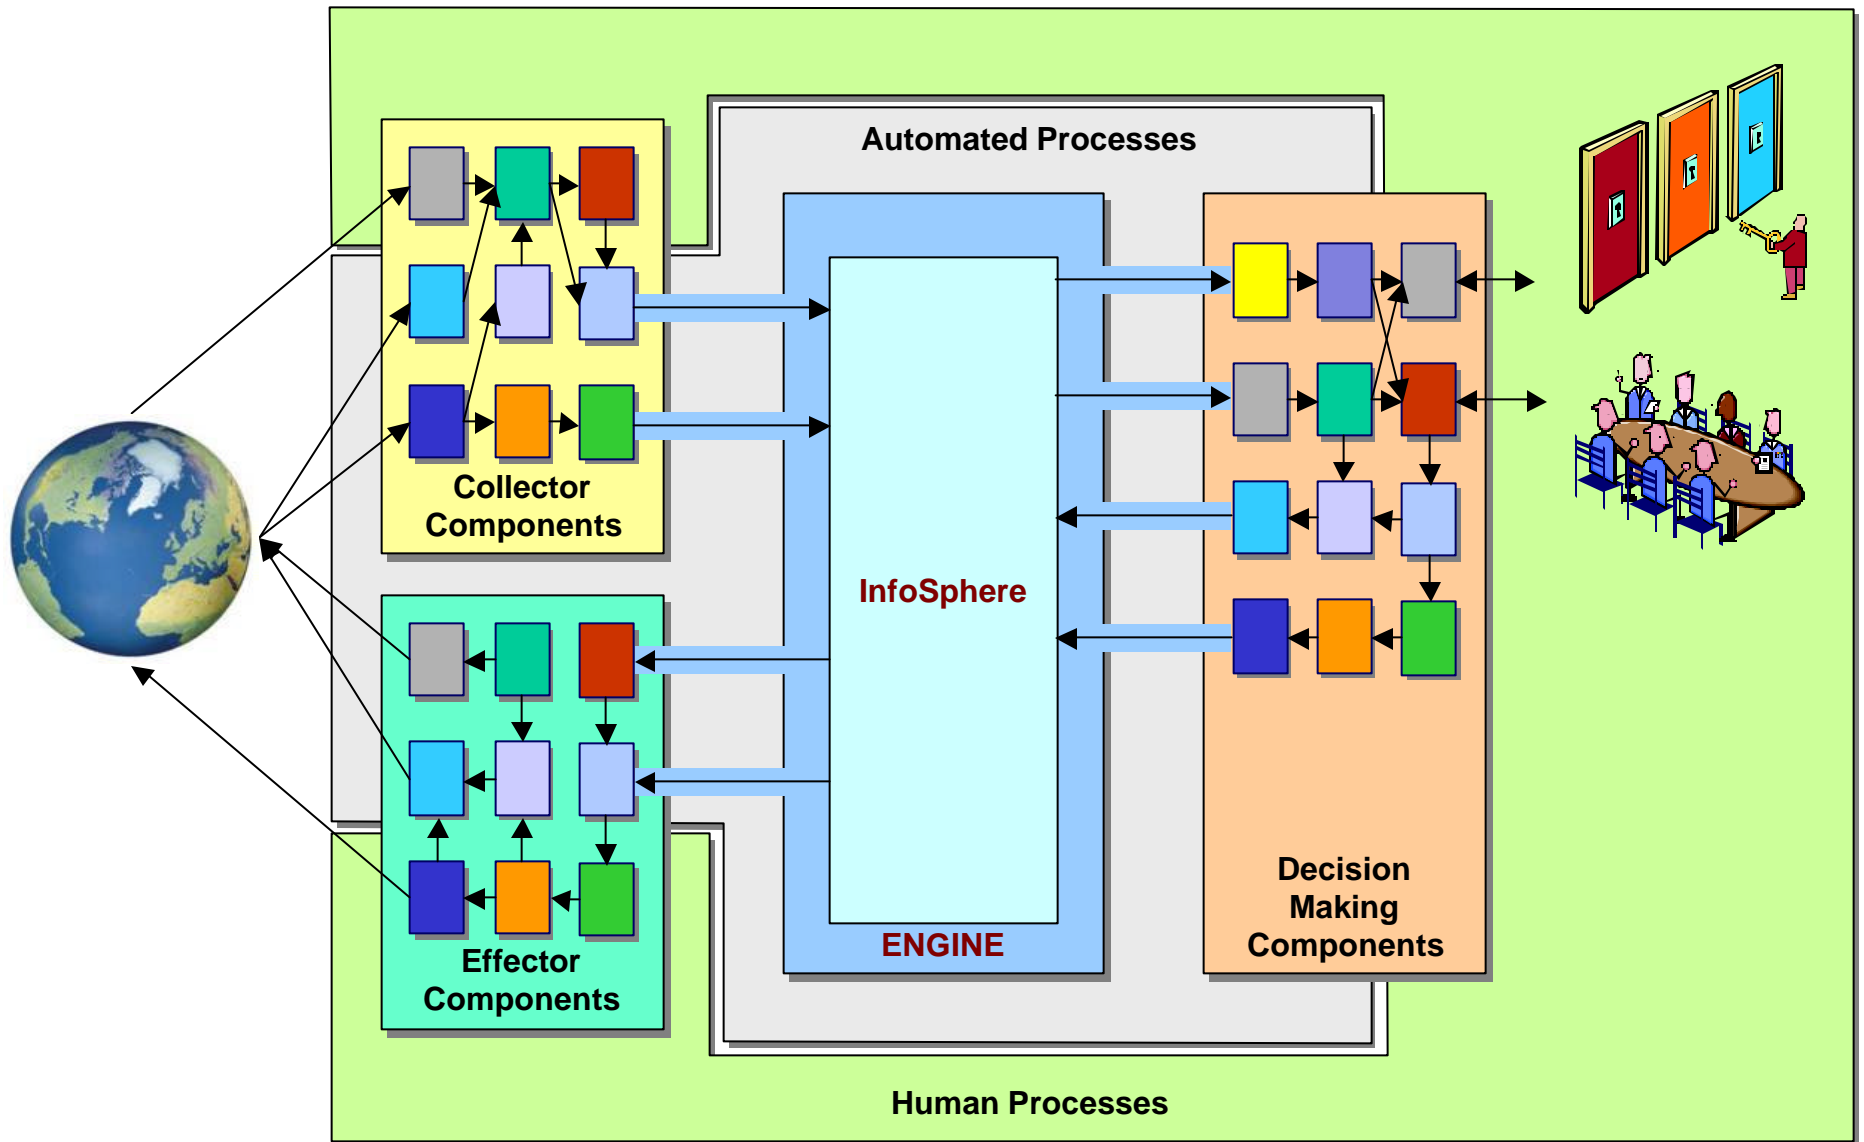 Automated Processes
Collector
Components
InfoSphere
ENGINE
Decision
Making
Components
Effector
Components
Human Processes